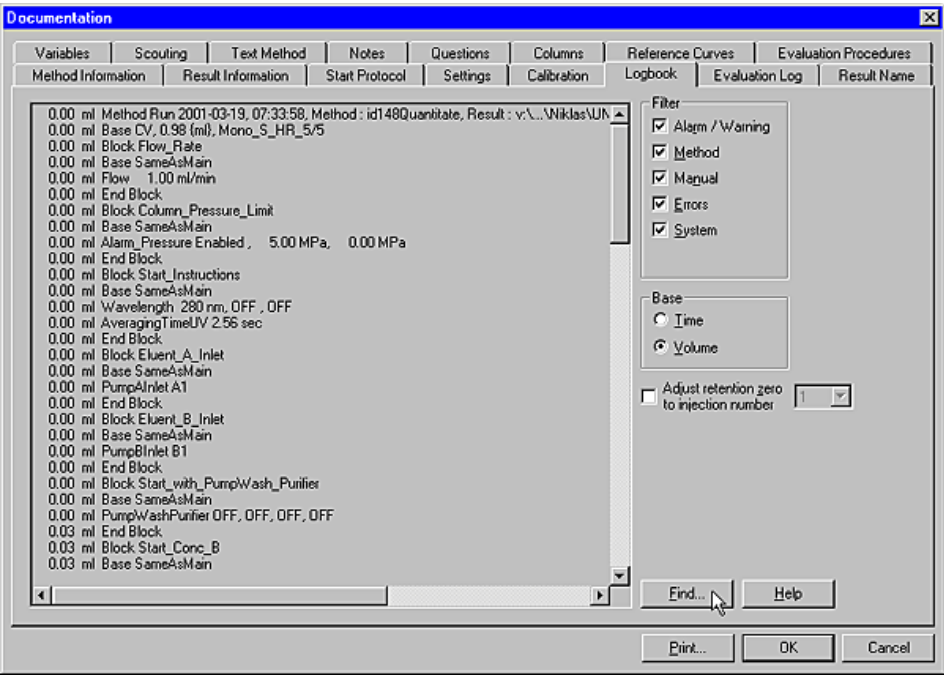 Documentation
Variables Scouting Text Method Notes Questions Columns Reference Curves Evaluation Procedures
Method Information Result Information Start Protocol Settings Calibration Logbook Evaluation Log Result Name
0.00 ml Method Run 2001-03-19, 07:33:58, Method : id148Quantitate, Result : v:\...\Niklas\UN
0.00 ml Base CV, 0.98 {ml}, Mono_S_HR_5/5
0.00 ml Block Flow_Rate
0.00 ml Base SameAsMain
0.00 ml Flow 1.00 ml/min
0.00 ml End Block
0.00 ml Block Column_Pressure_Limit
0.00 ml Base SameAsMain
0.00 ml Alarm_Pressure Enabled , 5.00 MPa, 0.00 MPa
0.00 ml End Block
0.00 ml Block Start_Instructions
0.00 ml Base SameAsMain
0.00 ml Wavelength 280 nm, OFF , OFF
0.00 ml AveragingTimeUV 2.56 sec
0.00 ml End Block
0.00 ml Block Eluent_A_Inlet
0.00 ml Base SameAsMain
0.00 ml PumpAInlet A1
0.00 ml End Block
0.00 ml Block Eluent_B_Inlet
0.00 ml Base SameAsMain
0.00 ml PumpBInlet B1
0.00 ml End Block
0.00 ml Block Start_with_PumpWash_Purifier
0.00 ml Base SameAsMain
0.00 ml PumpWashPurifier OFF, OFF, OFF, OFF
0.03 ml End Block
0.03 ml Block Start_Conc_B
0.03 ml Base SameAsMain
Filter
Alarm / Warning
Method
Manual
Errors
System
Base
Time
Volume
Adjust retention zero
to injection number
1
Find... Help
Print... OK Cancel